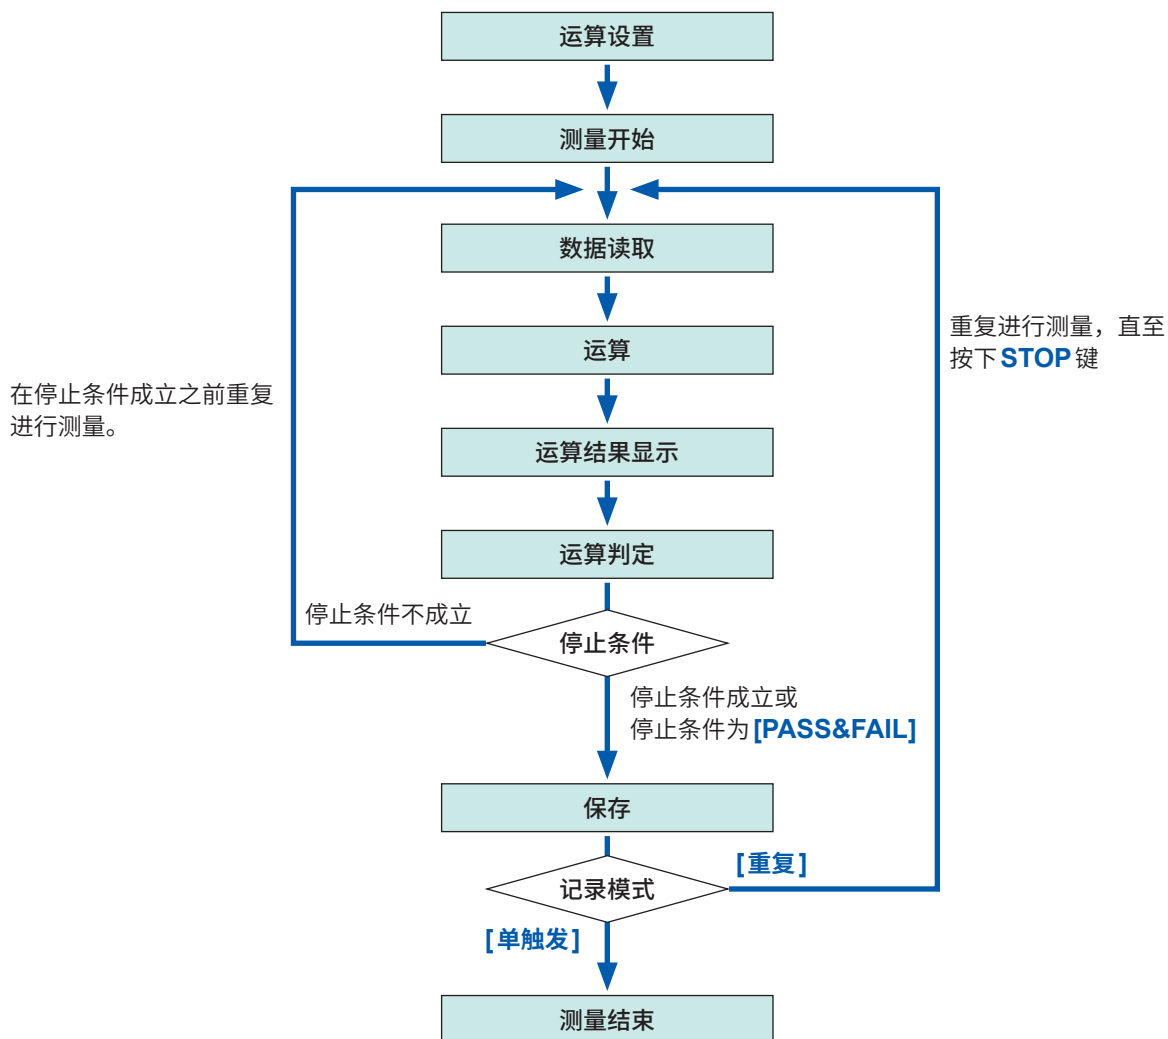 运算设置
测量开始
数据读取
运算
重复进行测量，直至
按下STOP键
在停止条件成立之前重复
进行测量。
运算结果显示
运算判定
停止条件不成立
停止条件
停止条件成立或
停止条件为[PASS&FAIL]
保存
[重复]
记录模式
[单触发]
测量结束